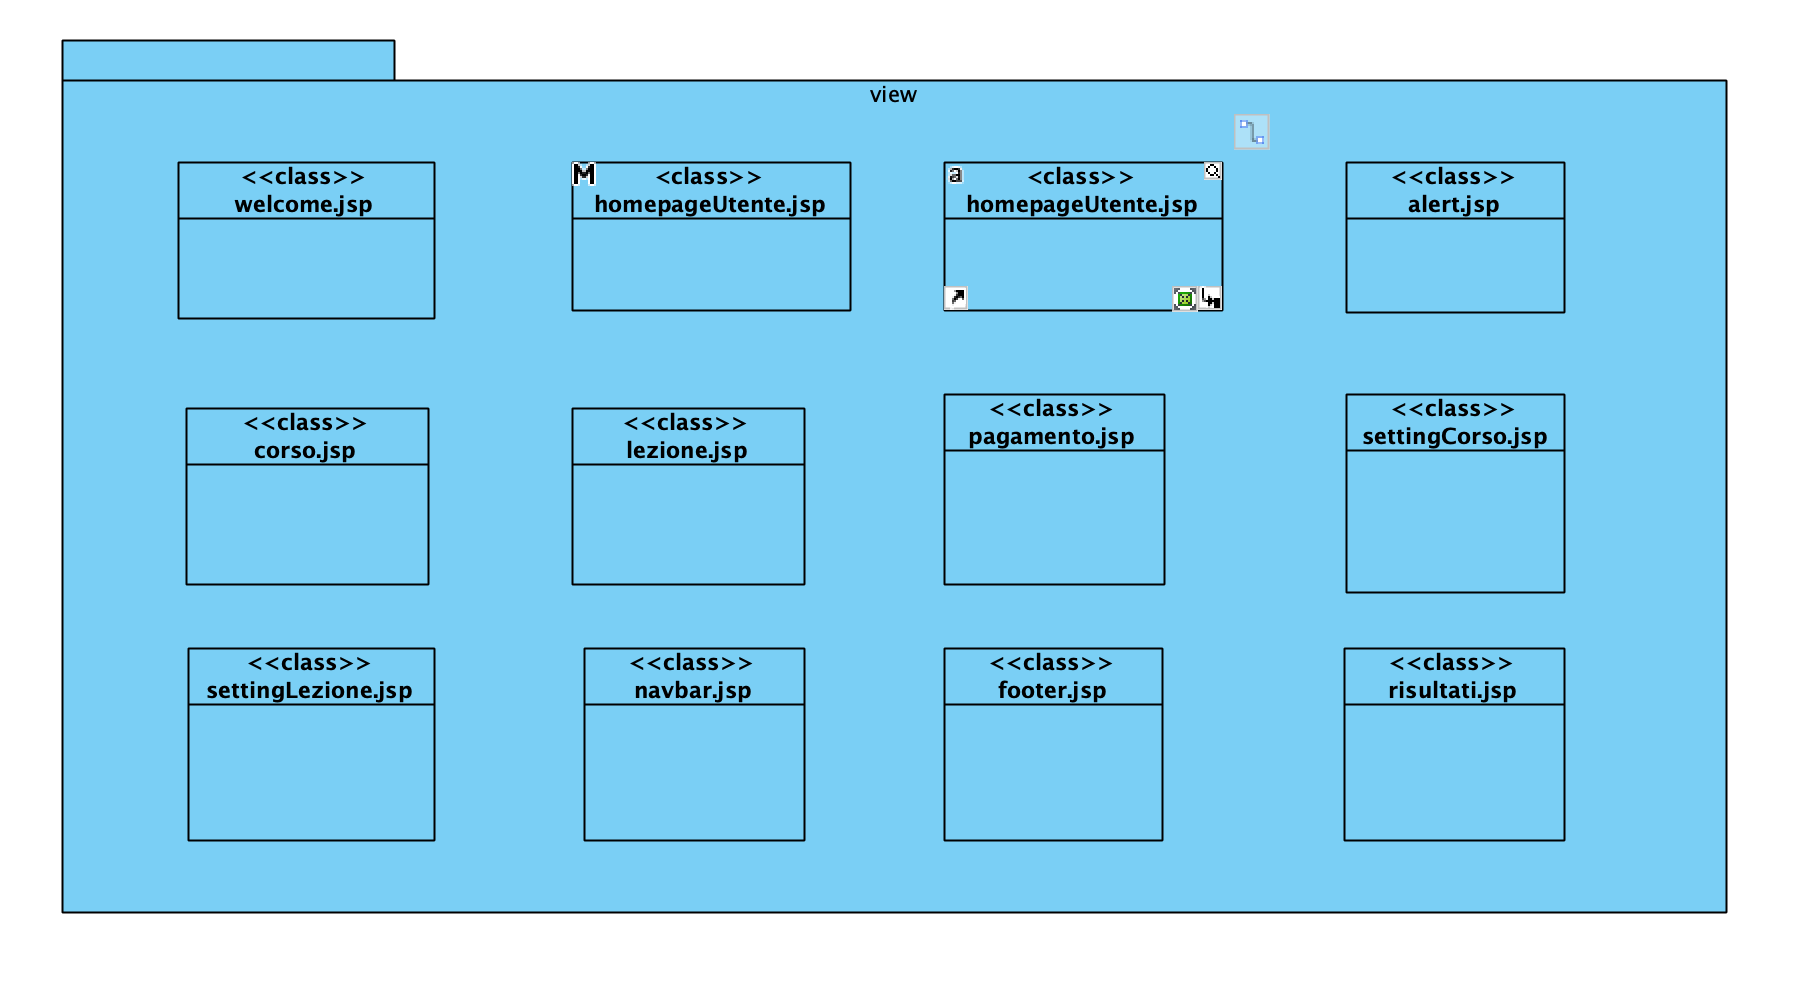 view
<<class>>
welcome.jsp
M
<class>>
homepageUtente.jsp
a
<class>>
homepageUtente.jsp
<<class>>
alert.jsp
<<class>>
corso.jsp
<<class>>
lezione.jsp
<<class>>
pagamento.jsp
<<class>>
settingCorso.jsp
<<class>>
settingLezione.jsp
<<class>>
navbar.jsp
<<class>>
footer.jsp
<<class>>
risultati.jsp